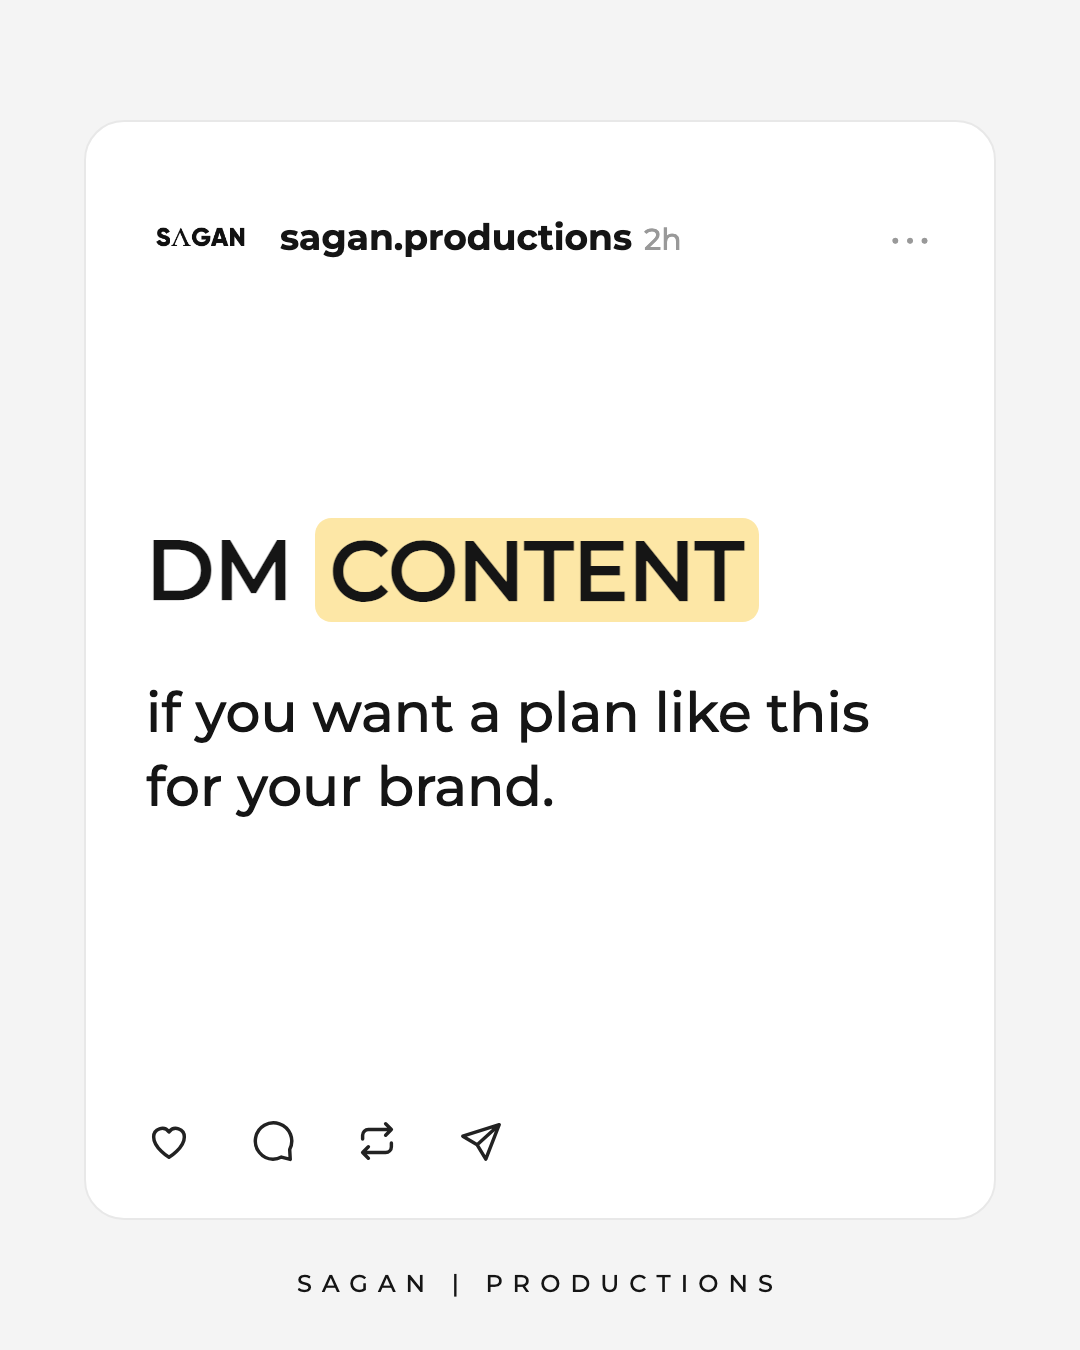 SΛGAN sagan.productions 2h
DM CONTENT
if you want a plan like this
for your brand.
SAGAN | PRODUCTIONS